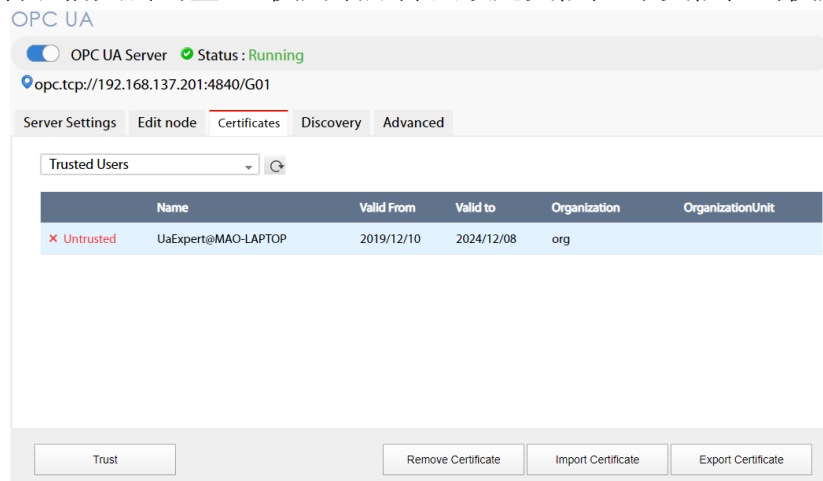 OPC UA
OPC UA Server Status : Running
opc.tcp://192.168.137.201:4840/G01
Server Settings Edit node Certificates Discovery Advanced
Trusted Users
Name Valid From Valid to Organization OrganizationUnit
× Untrusted UaExpert@MAO-LAPTOP 2019/12/10 2024/12/08 org
Trust Remove Certificate Import Certificate Export Certificate